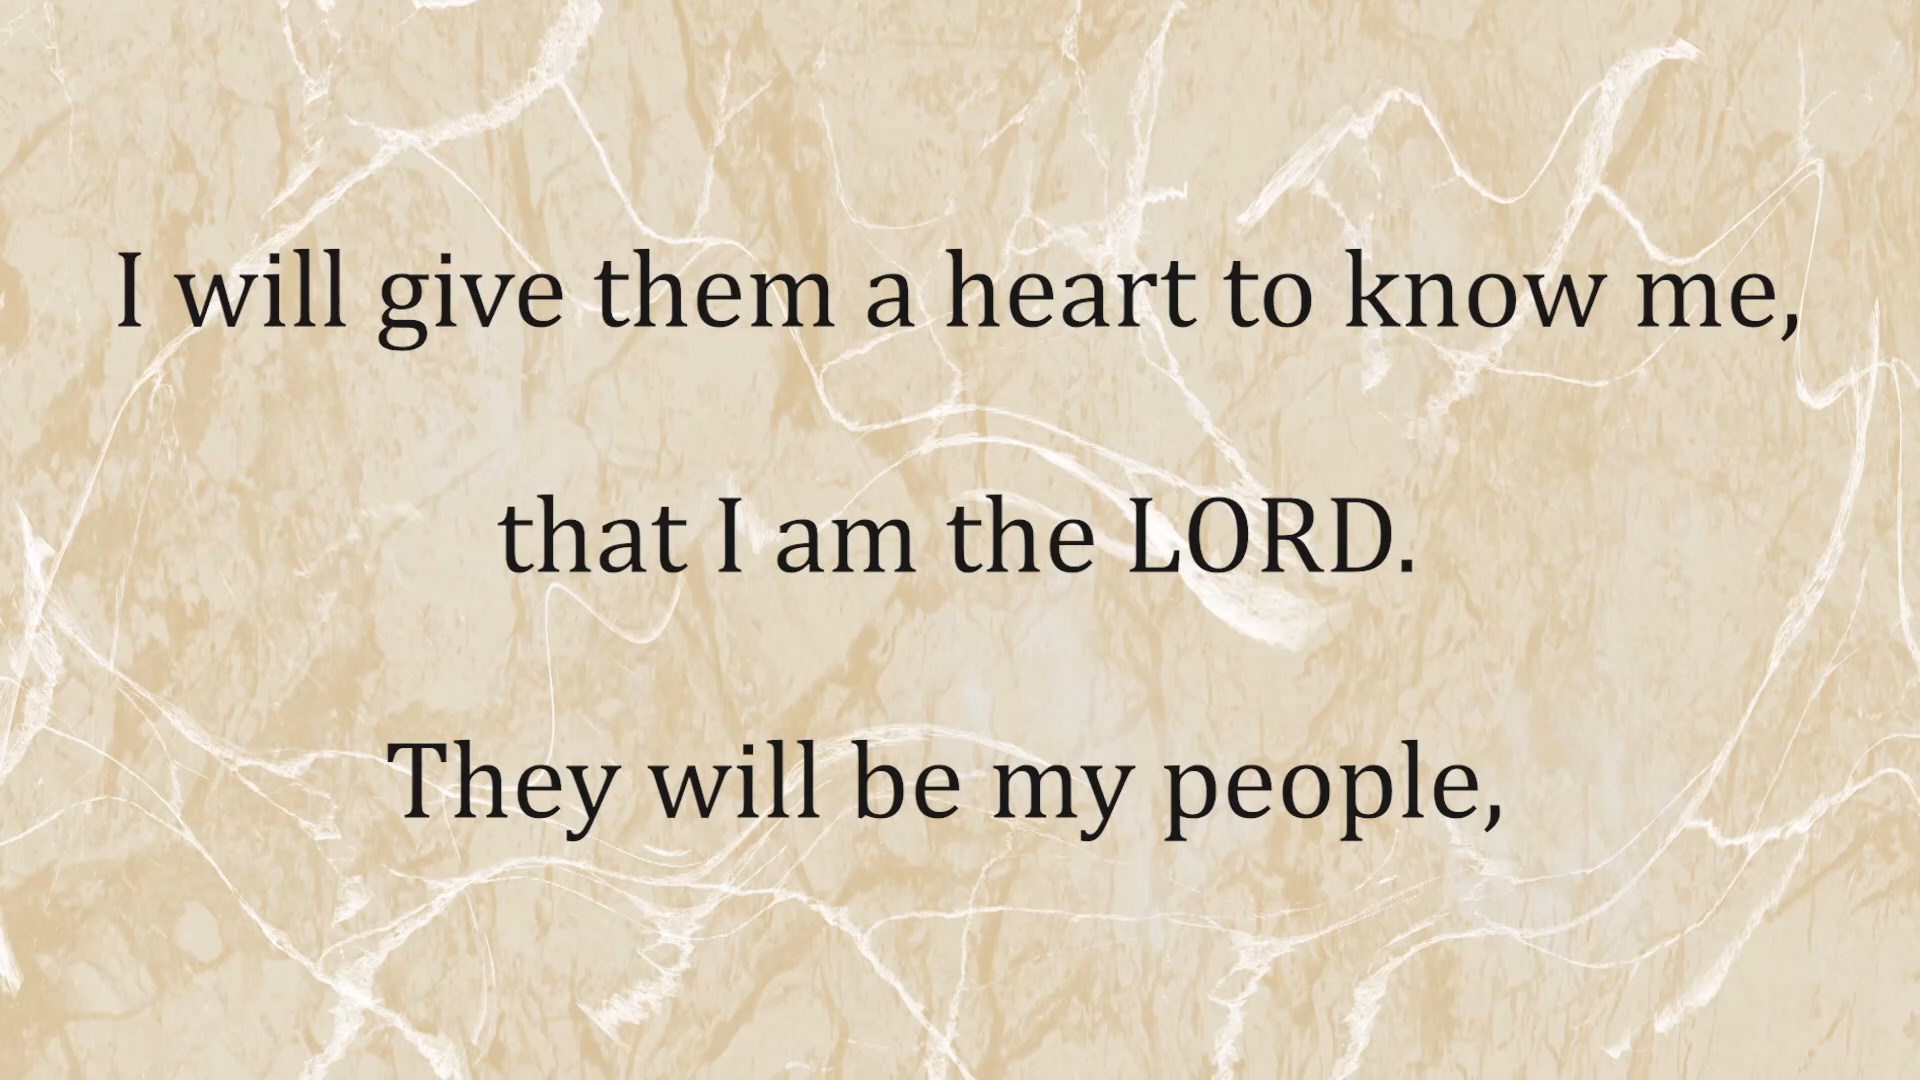 I will give them a heart to know me,
that I am the LORD.
They will be my people,